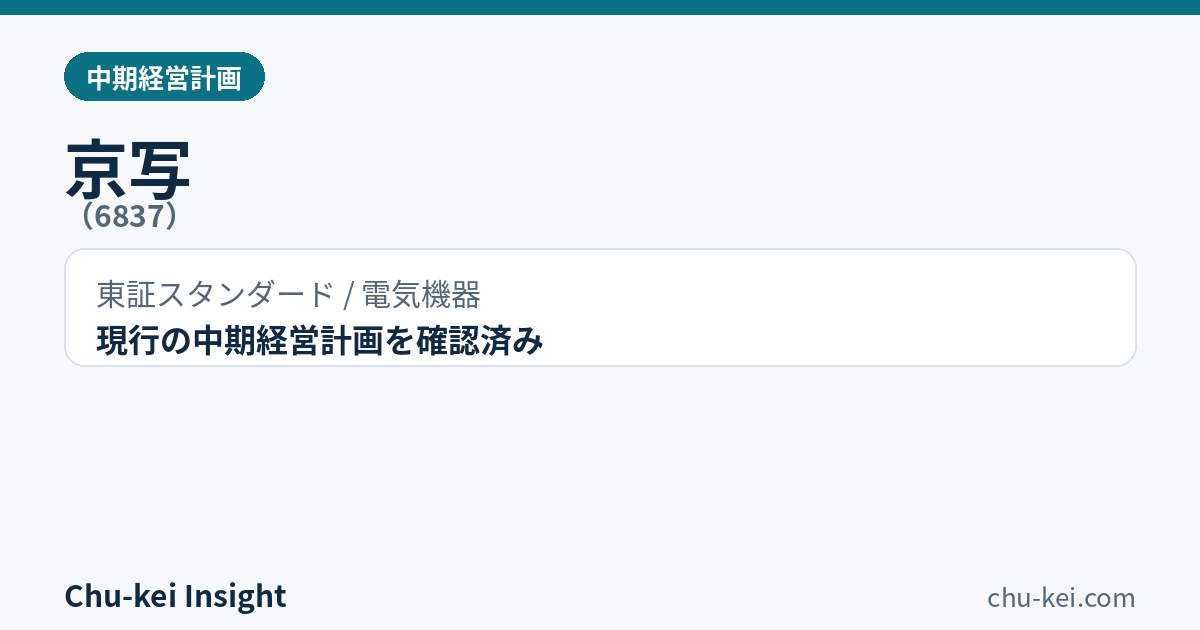 中期経営計画
京写
（6837）
東証スタンダード / 電気機器
現行の中期経営計画を確認済み
Chu-kei Insight
chu-kei.com